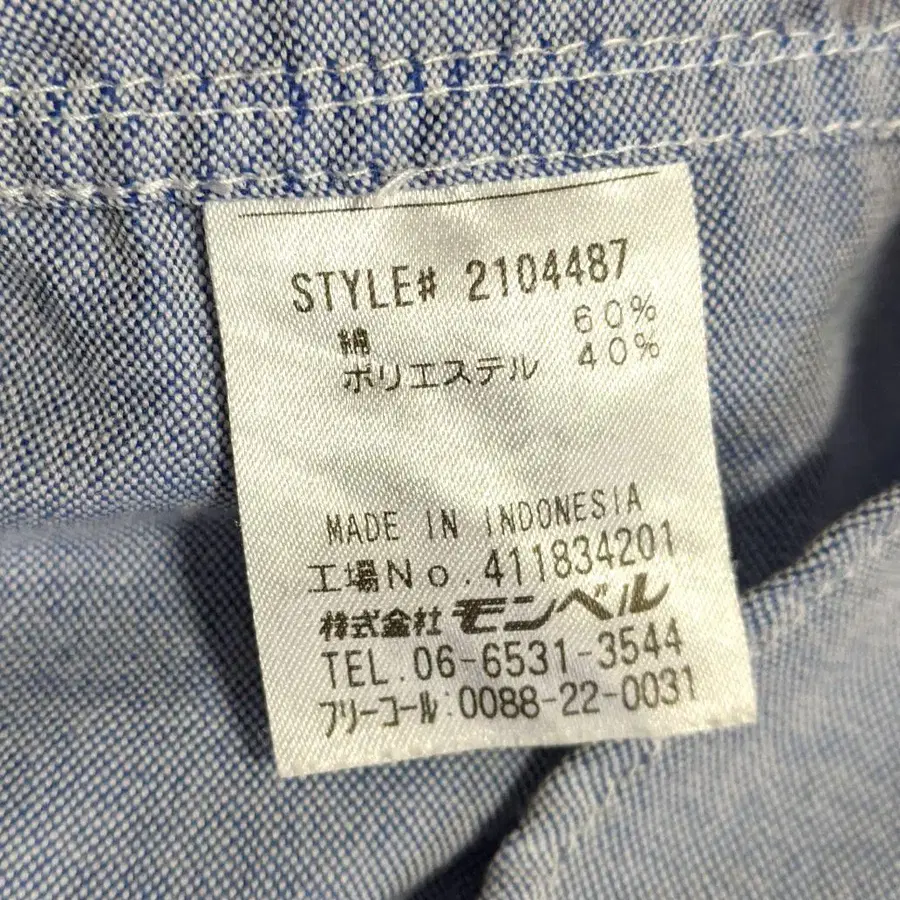 STYLE# 2104487
綿 60%
ポリエステル 40%
MADE IN INDONESIA
工場No.411834201
株式会社 モンベル
TEL.06-6531-3544
フリーコール:0088-22-0031